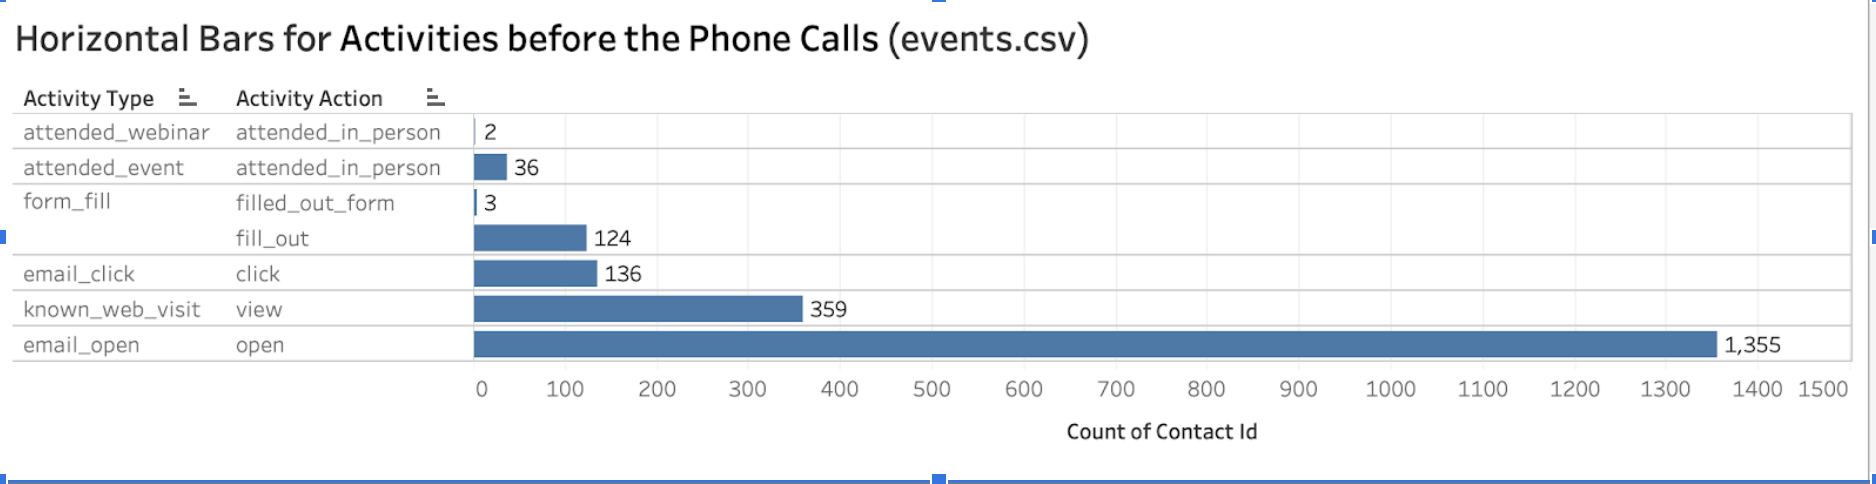 Horizontal Bars for Activities before the Phone Calls (events.csv)
Activity Type Activity Action
attended_webinar attended_in_person 2
attended_event attended_in_person 36
form_fill filled_out_form 3
fill_out 124
email_click click 136
known_web_visit view 359
email_open open 1,355
0 100 200 300 400 500 600 700 800 900 1000 1100 1200 1300 1400 1500
Count of Contact Id